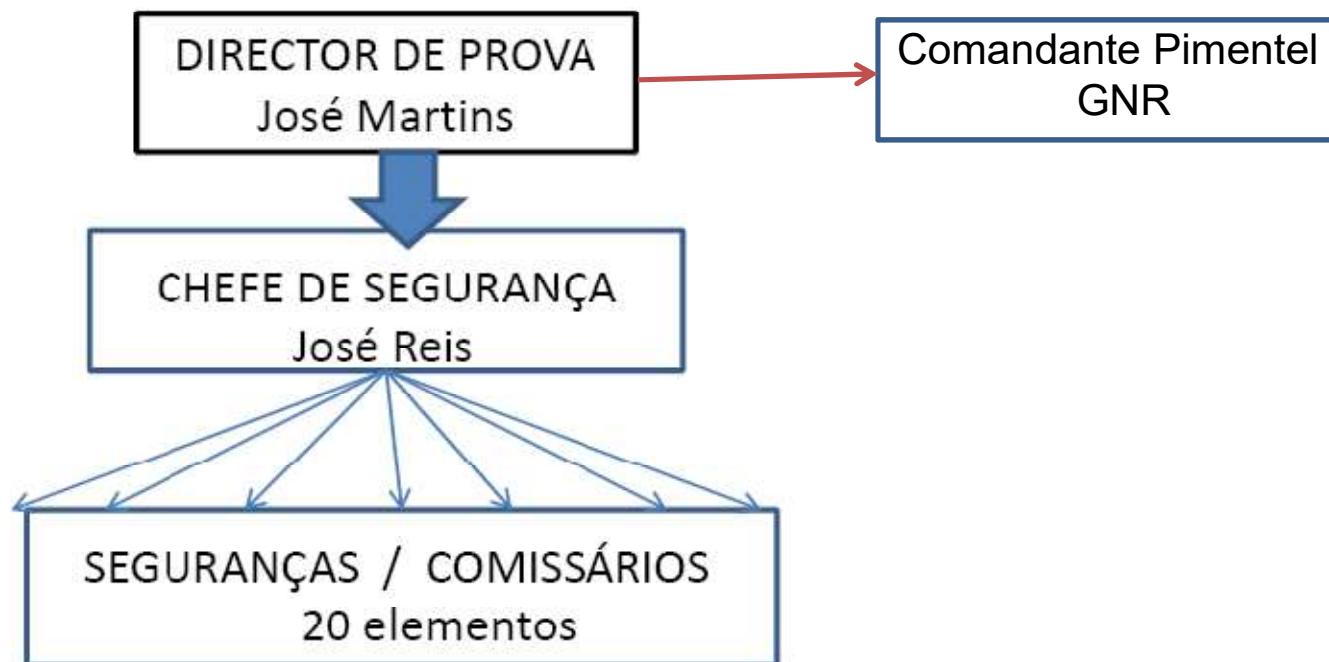 DIRECTOR DE PROVA
José Martins
Comandante Pimentel
GNR
CHEFE DE SEGURANÇA
José Reis
SEGURANÇAS / COMISSÁRIOS
20 elementos